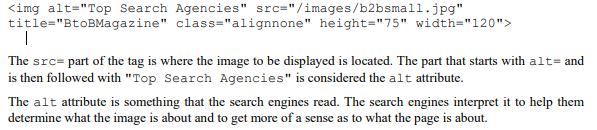 <img alt="Top Search Agencies" src="/images/b2bsmall.jpg"
title="BtoBMagazine" class="alignnone" height="75" width="120">
The src= part of the tag is where the image to be displayed is located. The part that starts with alt= and
is then followed with "Top Search Agencies" is considered the alt attribute.
The alt attribute is something that the search engines read. The search engines interpret it to help them
determine what the image is about and to get more of a sense as to what the page is about.